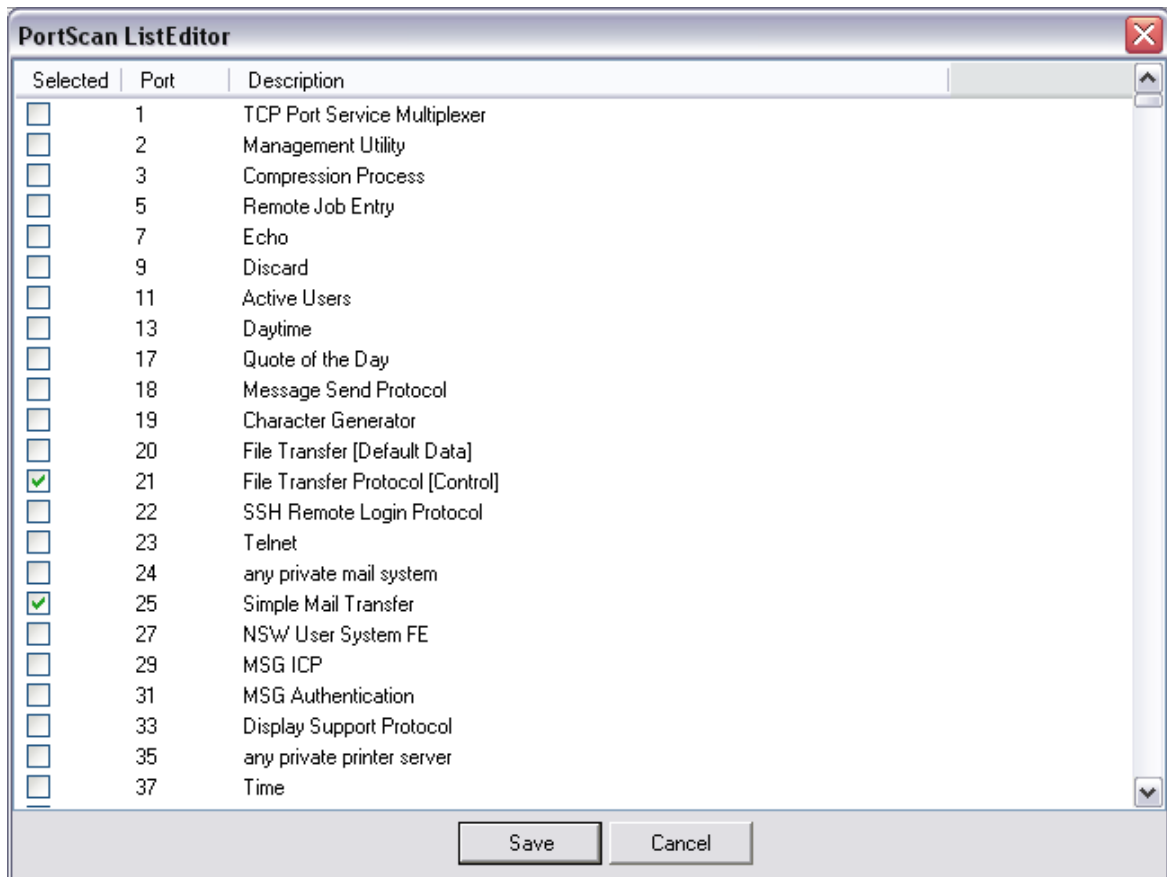 PortScan ListEditor
Selected Port Description
1 TCP Port Service Multiplexer
2 Management Utility
3 Compression Process
5 Remote Job Entry
7 Echo
9 Discard
11 Active Users
13 Daytime
17 Quote of the Day
18 Message Send Protocol
19 Character Generator
20 File Transfer [Default Data]
21 File Transfer Protocol [Control]
22 SSH Remote Login Protocol
23 Telnet
24 any private mail system
25 Simple Mail Transfer
27 NSW User System FE
29 MSG ICP
31 MSG Authentication
33 Display Support Protocol
35 any private printer server
37 Time
Save Cancel